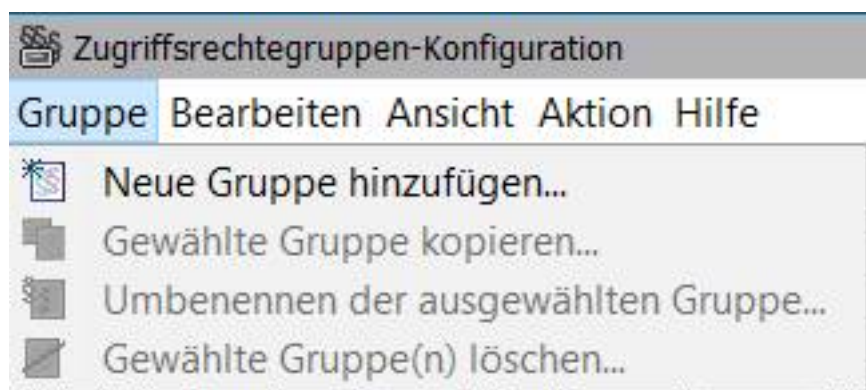 Zugriffsrechtegruppen-Konfiguration
Gruppe Bearbeiten Ansicht Aktion Hilfe
Neue Gruppe hinzufügen...
Gewählte Gruppe kopieren...
Umbenennen der ausgewählten Gruppe...
Gewählte Gruppe(n) löschen...